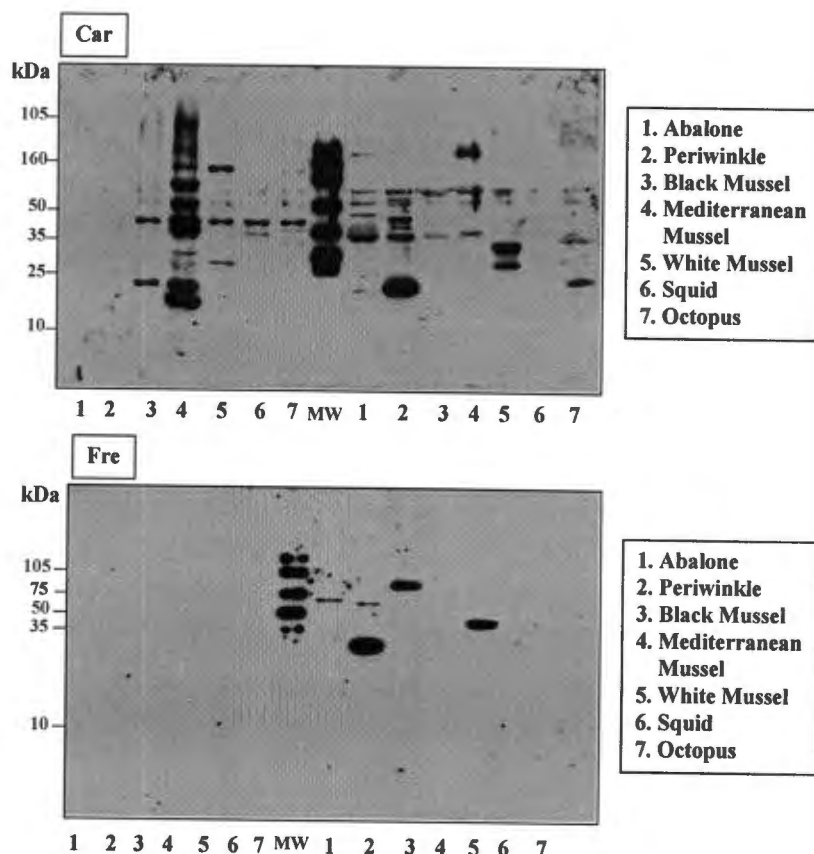 Car
kDa
105
160
50
35
25
10
1 2 3 4 5 6 7 MW 1 2 3 4 5 6 7
1. Abalone
2. Periwinkle
3. Black Mussel
4. Mediterranean
Mussel
5. White Mussel
6. Squid
7. Octopus
Fre
kDa
105
75
50
35
10
1 2 3 4 5 6 7 MW 1 2 3 4 5 6 7
1. Abalone
2. Periwinkle
3. Black Mussel
4. Mediterranean
Mussel
5. White Mussel
6. Squid
7. Octopus